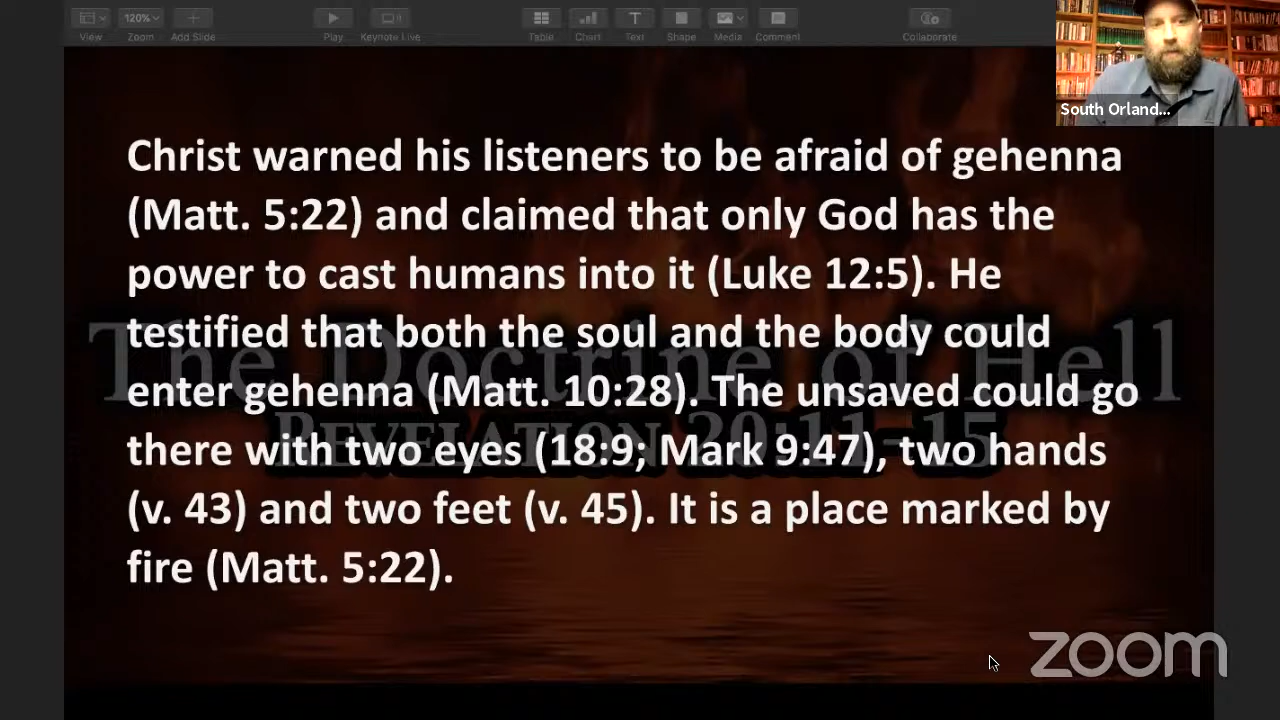 120%
View
Zoom
Add Slide
Play
Keynote Live
Table
Chart
Text
Shape
Media
Comment
Collaborate
South Orland...
Christ warned his listeners to be afraid of gehenna
(Matt. 5:22) and claimed that only God has the
power to cast humans into it (Luke 12:5). He
testified that both the soul and the body could
enter gehenna (Matt. 10:28). The unsaved could go
there with two eyes (18:9; Mark 9:47), two hands
(v. 43) and two feet (v. 45). It is a place marked by
fire (Matt. 5:22).
The Doctrine of Hell
Revelation 20:11-15
zoom